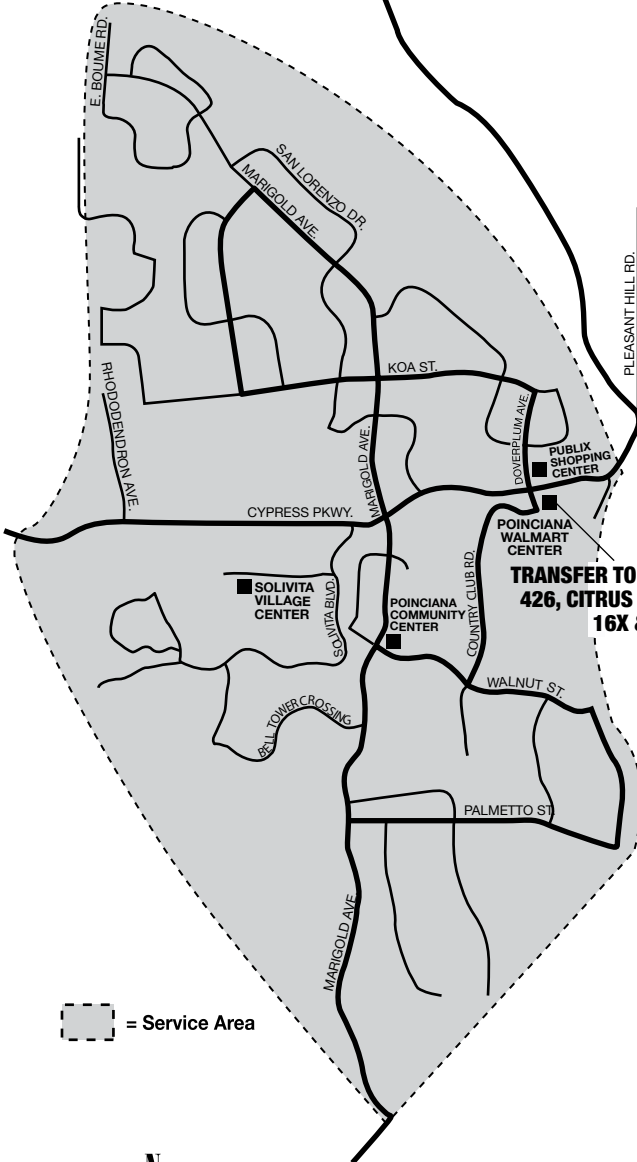 E. BOUME RD.
SAN LORENZO DR.
MARIGOLD AVE.
PLEASANT HILL RD.
KOA ST.
RHODODENDRON AVE.
DOVERPLUM AVE.
MARIGOLD AVE.
PUBLIX
SHOPPING
CENTER
CYPRESS PKWY.
POINCIANA
WALMART
CENTER
TRANSFER TO
426, CITRUS
16X &
SOLIVITA
VILLAGE
CENTER
SOLIVITA BLVD.
POINCIANA
COMMUNITY
CENTER
COUNTRY CLUB RD.
WALNUT ST.
BELL TOWER CROSSING
PALMETTO ST.
MARIGOLD AVE.
= Service Area
N